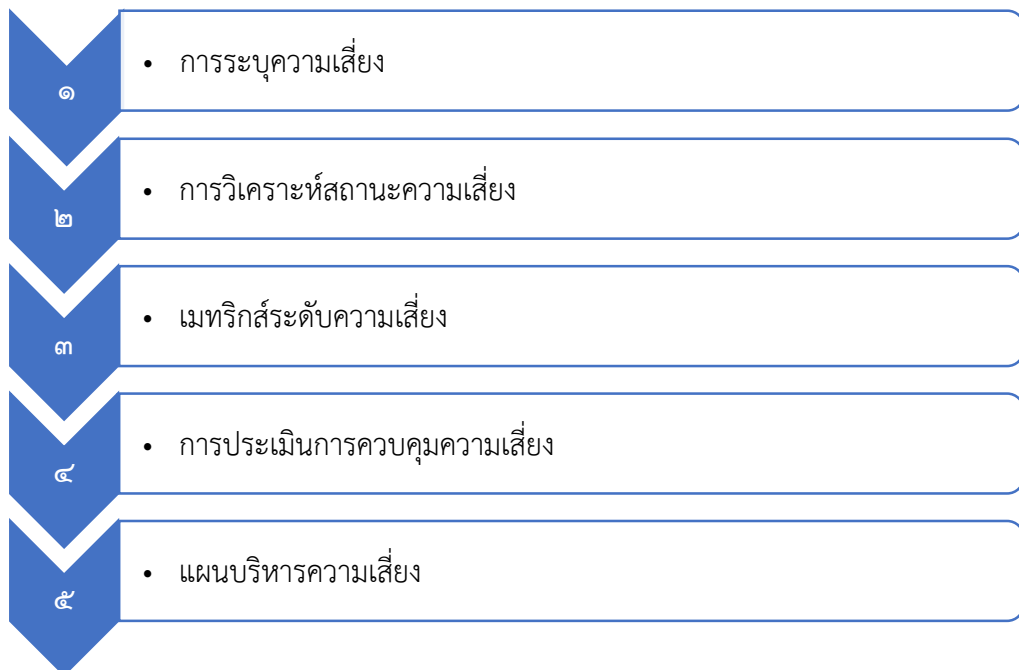 ๑
• การระบุความเสี่ยง
๒
• การวิเคราะห์สถานะความเสี่ยง
๓
• เมทริกส์ระดับความเสี่ยง
๔
• การประเมินการควบคุมความเสี่ยง
๕
• แผนบริหารความเสี่ยง